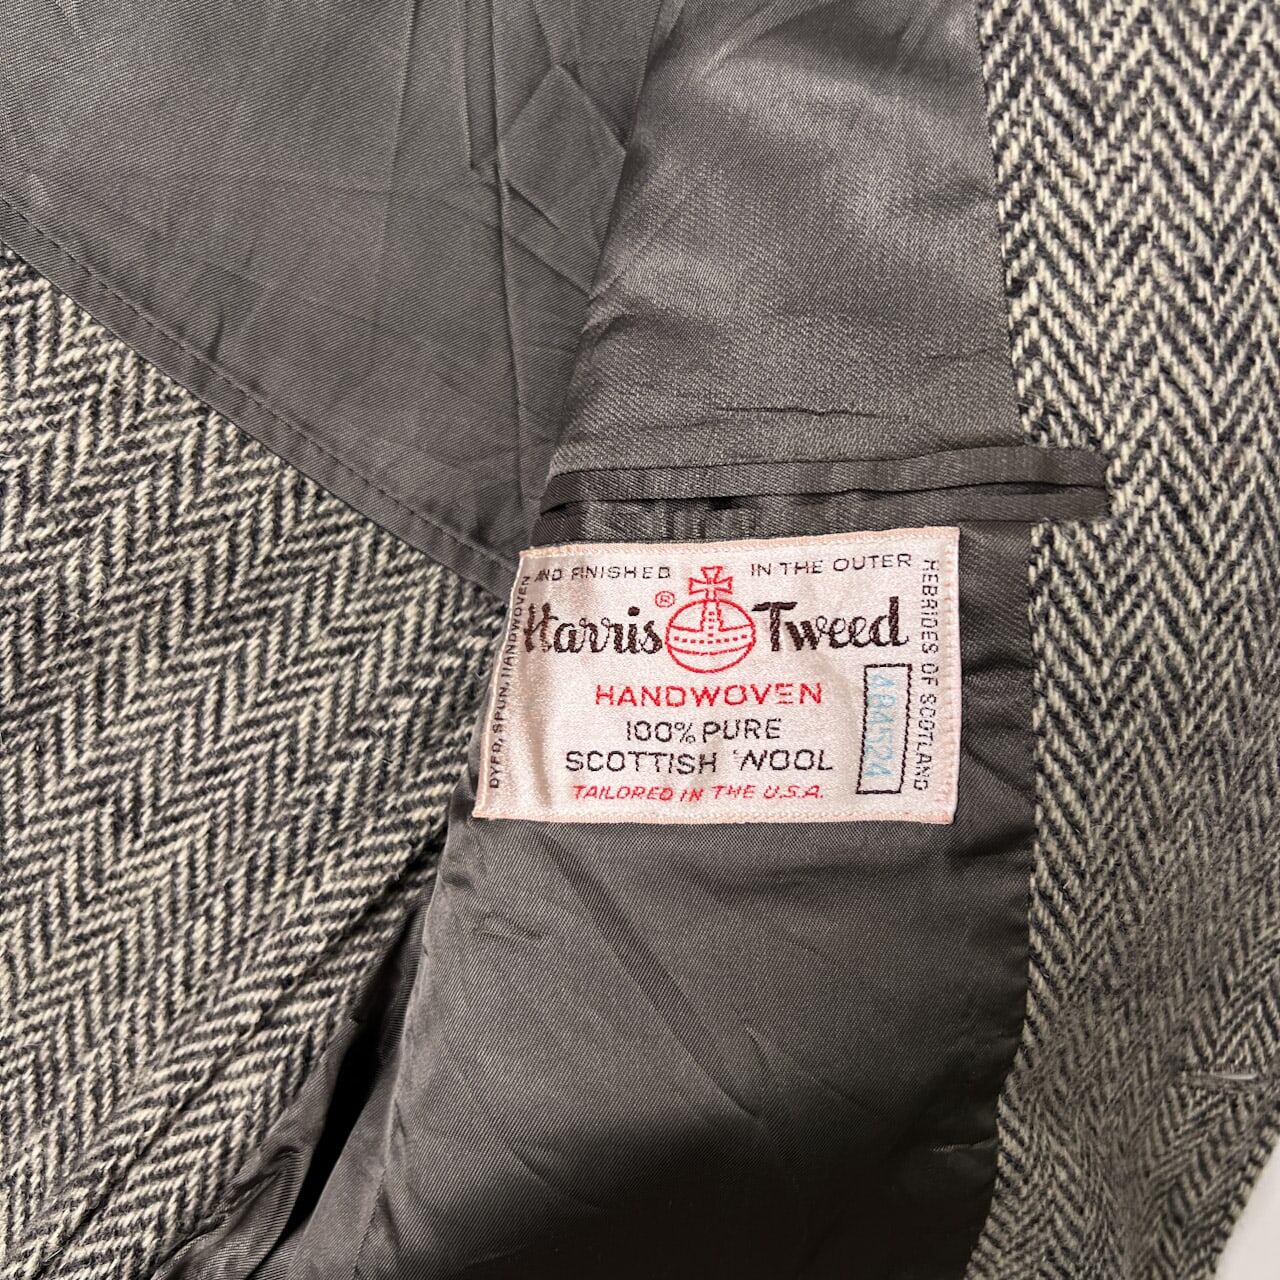 DYED, SPUN, HANDWOVEN
AND FINISHED IN THE OUTER
HEBRIDES OF SCOTLAND
Harris ® Tweed
HANDWOVEN
100% PURE
SCOTTISH WOOL
TAILORED IN THE U.S.A.
484524